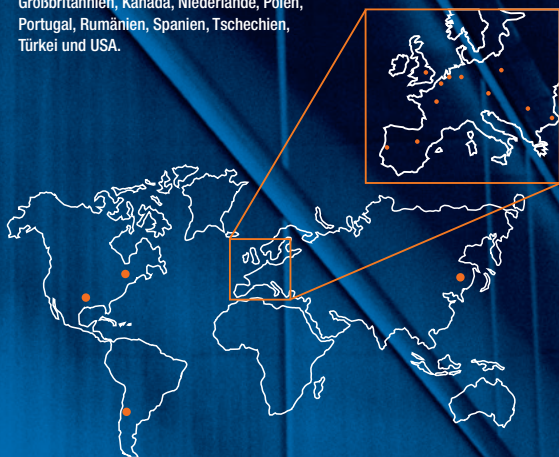 Großbritannien, Kanada, Niederlande, Polen,
Portugal, Rumänien, Spanien, Tschechien,
Türkei und USA.